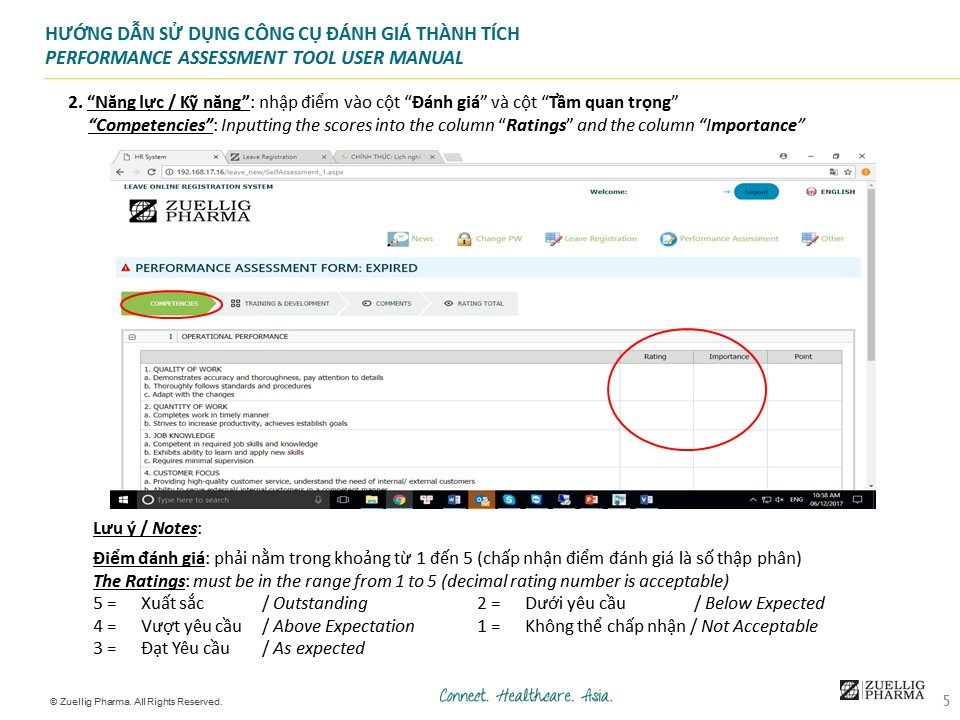 HƯỚNG DẪN SỬ DỤNG CÔNG CỤ ĐÁNH GIÁ THÀNH TÍCH
PERFORMANCE ASSESSMENT TOOL USER MANUAL
2. “Năng lực / Kỹ năng”: nhập điểm vào cột “Đánh giá” và cột “Tầm quan trọng”
“Competencies”: Inputting the scores into the column “Ratings” and the column “Importance”
HR System
Leave Registration
CHÍNH THỨC: Lịch nghỉ
192.168.17.16/leave_new/SelfAssessment_1.aspx
LEAVE ONLINE REGISTRATION SYSTEM
Welcome:
Logout
ENGLISH
ZUELLIG
PHARMA
News
Change PW
Leave Registration
Performance Assessment
Other
PERFORMANCE ASSESSMENT FORM: EXPIRED
COMPETENCIES
TRAINING & DEVELOPMENT
COMMENTS
RATING TOTAL
I OPERATIONAL PERFORMANCE
Rating Importance Point
1. QUALITY OF WORK
a. Demonstrates accuracy and thoroughness, pay attention to details
b. Thoroughly follows standards and procedures
c. Adapt with the changes
2. QUANTITY OF WORK
a. Completes work in timely manner
b. Strives to increase productivity, achieves establish goals
3. JOB KNOWLEDGE
a. Competent in required job skills and knowledge
b. Exhibits ability to learn and apply new skills
c. Requires minimal supervision
4. CUSTOMER FOCUS
a. Providing high-quality customer service, understand the need of internal/ external customers
b. Ability to serve external/ internal customers in a competent manner
Type here to search
ENG
10:58 AM
06/12/2017
Lưu ý / Notes:
Điểm đánh giá: phải nằm trong khoảng từ 1 đến 5 (chấp nhận điểm đánh giá là số thập phân)
The Ratings: must be in the range from 1 to 5 (decimal rating number is acceptable)
5 = Xuất sắc / Outstanding 2 = Dưới yêu cầu / Below Expected
4 = Vượt yêu cầu / Above Expectation 1 = Không thể chấp nhận / Not Acceptable
3 = Đạt Yêu cầu / As expected
© Zuellig Pharma. All Rights Reserved.
Connect. Healthcare. Asia.
ZUELLIG
PHARMA
5